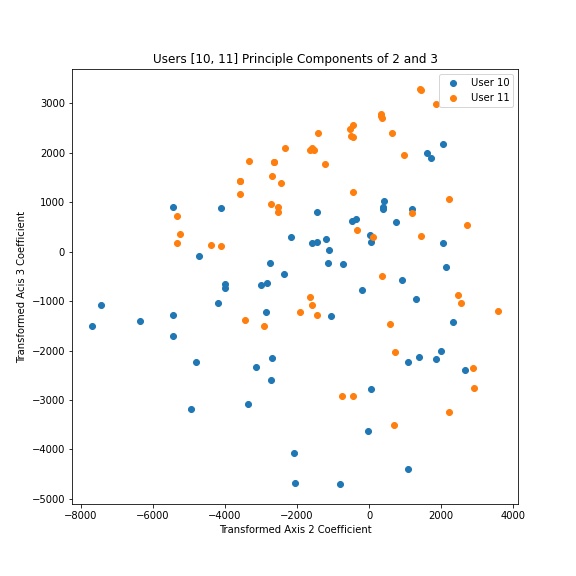 Users [10, 11] Principle Components of 2 and 3
User 10
User 11
3000
2000
1000
0
−1000
−2000
−3000
−4000
−5000
Transformed Acis 3 Coefficient
−8000 −6000 −4000 −2000 0 2000 4000
Transformed Axis 2 Coefficient